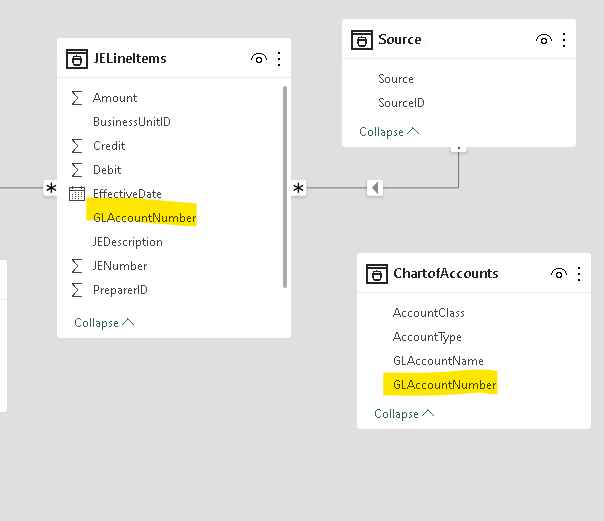 JELineItems
Amount
BusinessUnitID
Credit
Debit
EffectiveDate
GLAccountNumber
JEDescription
JENumber
PreparerID
Collapse
Source
Source
SourceID
Collapse
ChartofAccounts
AccountClass
AccountType
GLAccountName
GLAccountNumber
Collapse